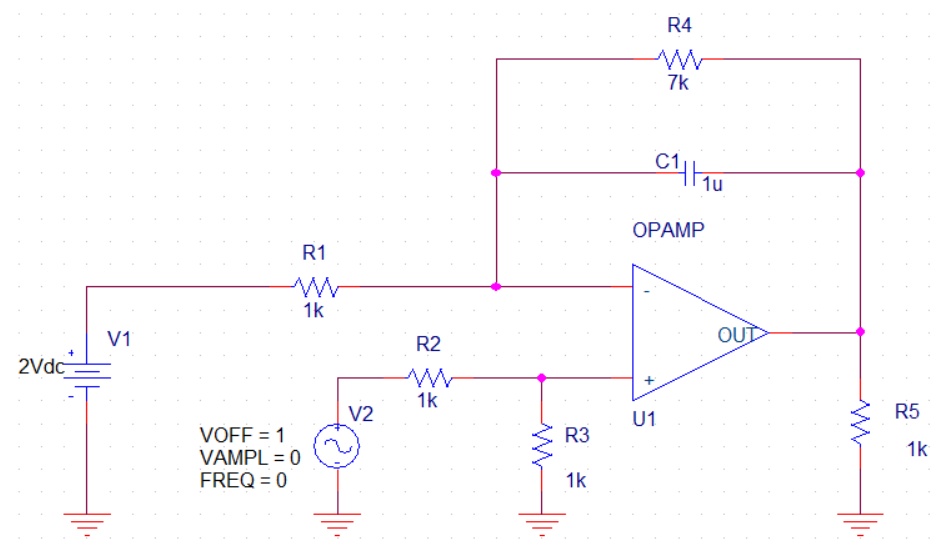 R4
7k
C1
1u
OPAMP
R1
1k
-
OUT
+
U1
V1
+
2Vdc
-
R2
1k
V2
+
-
VOFF = 1
VAMPL = 0
FREQ = 0
R3
1k
R5
1k